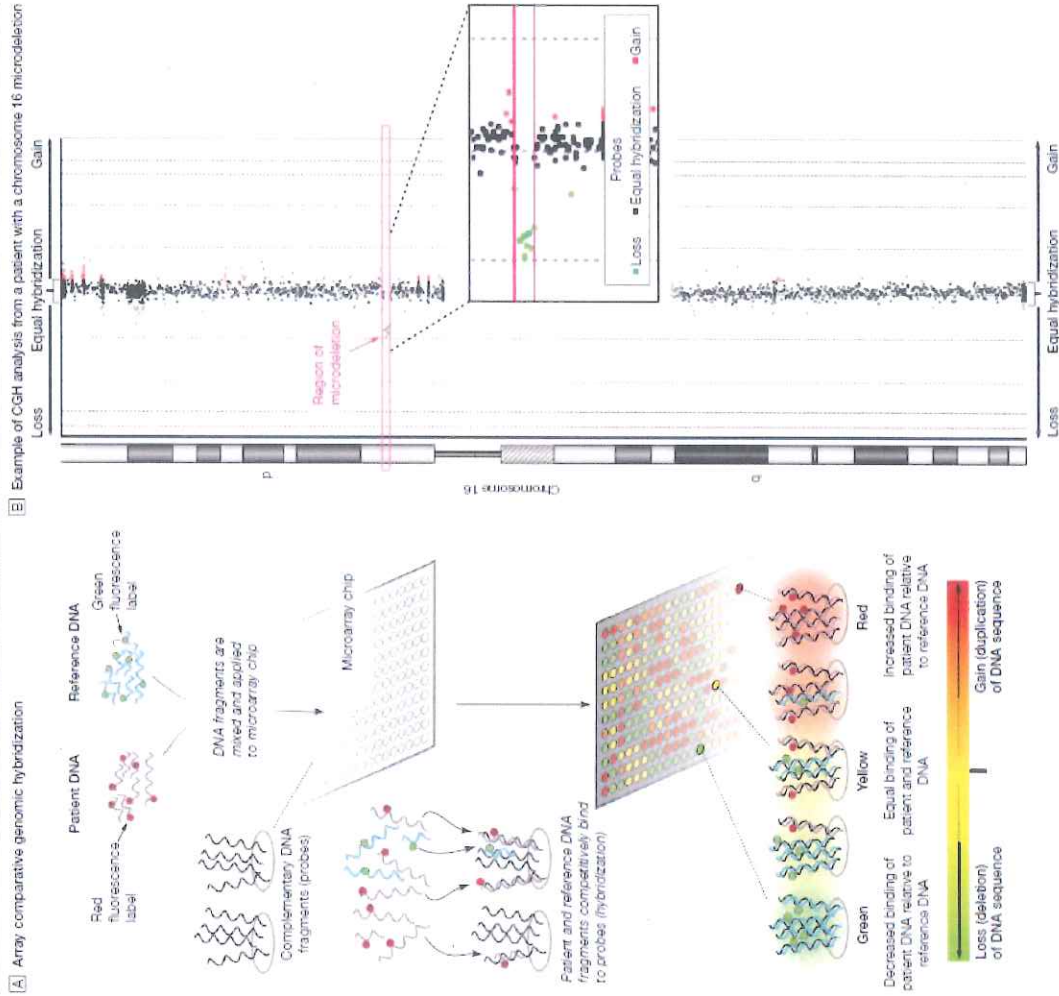 A Array comparative genomic hybridization
Patient DNA
Reference DNA
Red
fluorescence
label
Green
fluorescence
label
DNA fragments are
mixed and applied
to microarray chip
Microarray chip
Complementary DNA
fragments (probes)
Patient and reference DNA
fragments competitively bind
to probes (hybridization)
Green
Yellow
Red
Decreased binding of
patient DNA relative to
reference DNA
Equal binding of
patient and reference
DNA
Increased binding of
patient DNA relative
to reference DNA
Loss (deletion)
of DNA sequence
Gain (duplication)
of DNA sequence
B Example of CGH analysis from a patient with a chromosome 16 microdeletion
Loss
Equal hybridization
Gain
Region of
microdeletion
p
Chromosome 16
q
Probes
Loss
Equal hybridization
Gain
Loss
Equal hybridization
Gain